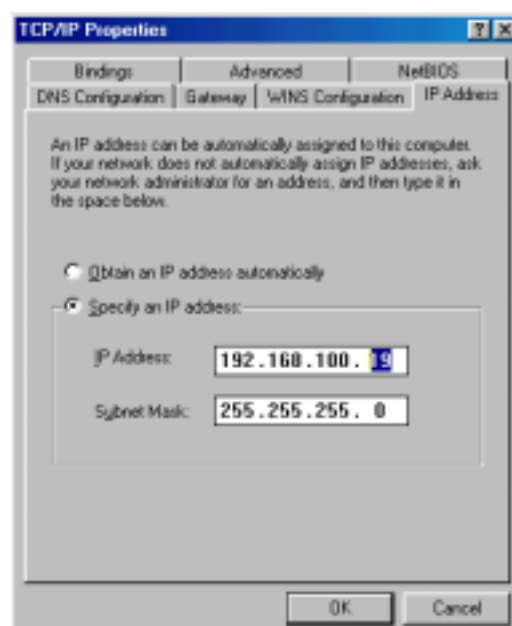 TCP/IP Properties
Bindings Advanced NetBIOS
DNS Configuration Gateway WINS Configuration IP Address
An IP address can be automatically assigned to this computer.
If your network does not automatically assign IP addresses, ask
your network administrator for an address, and then type it in
the space below.
Obtain an IP address automatically
Specify an IP address:
IP Address: 192.168.100.19
Subnet Mask: 255.255.255.0
OK Cancel